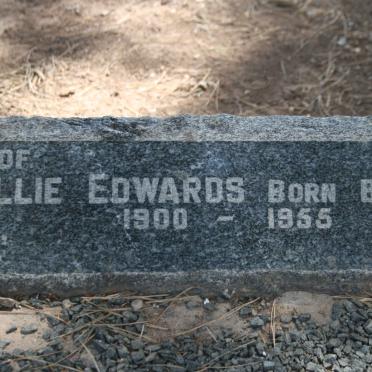 OF
LLIE EDWARDS BORN B
1900 - 1955